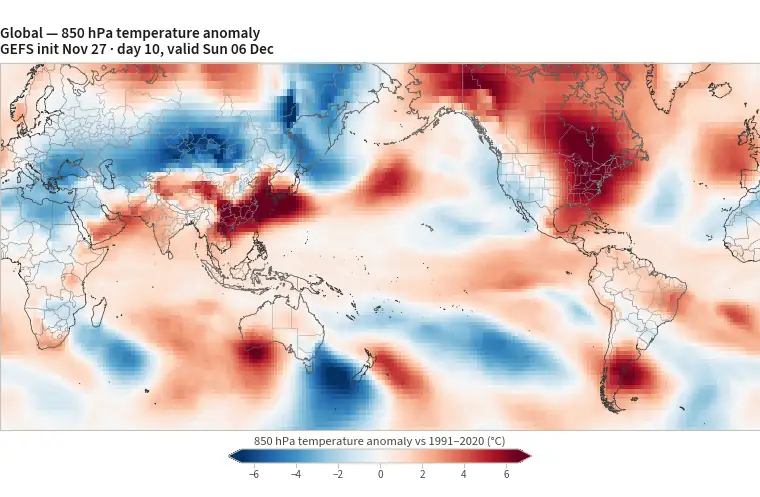 Global — 850 hPa temperature anomaly
GEFS init Nov 27 · day 10, valid Sun 06 Dec
850 hPa temperature anomaly vs 1991–2020 (°C)
−6 −4 −2 0 2 4 6